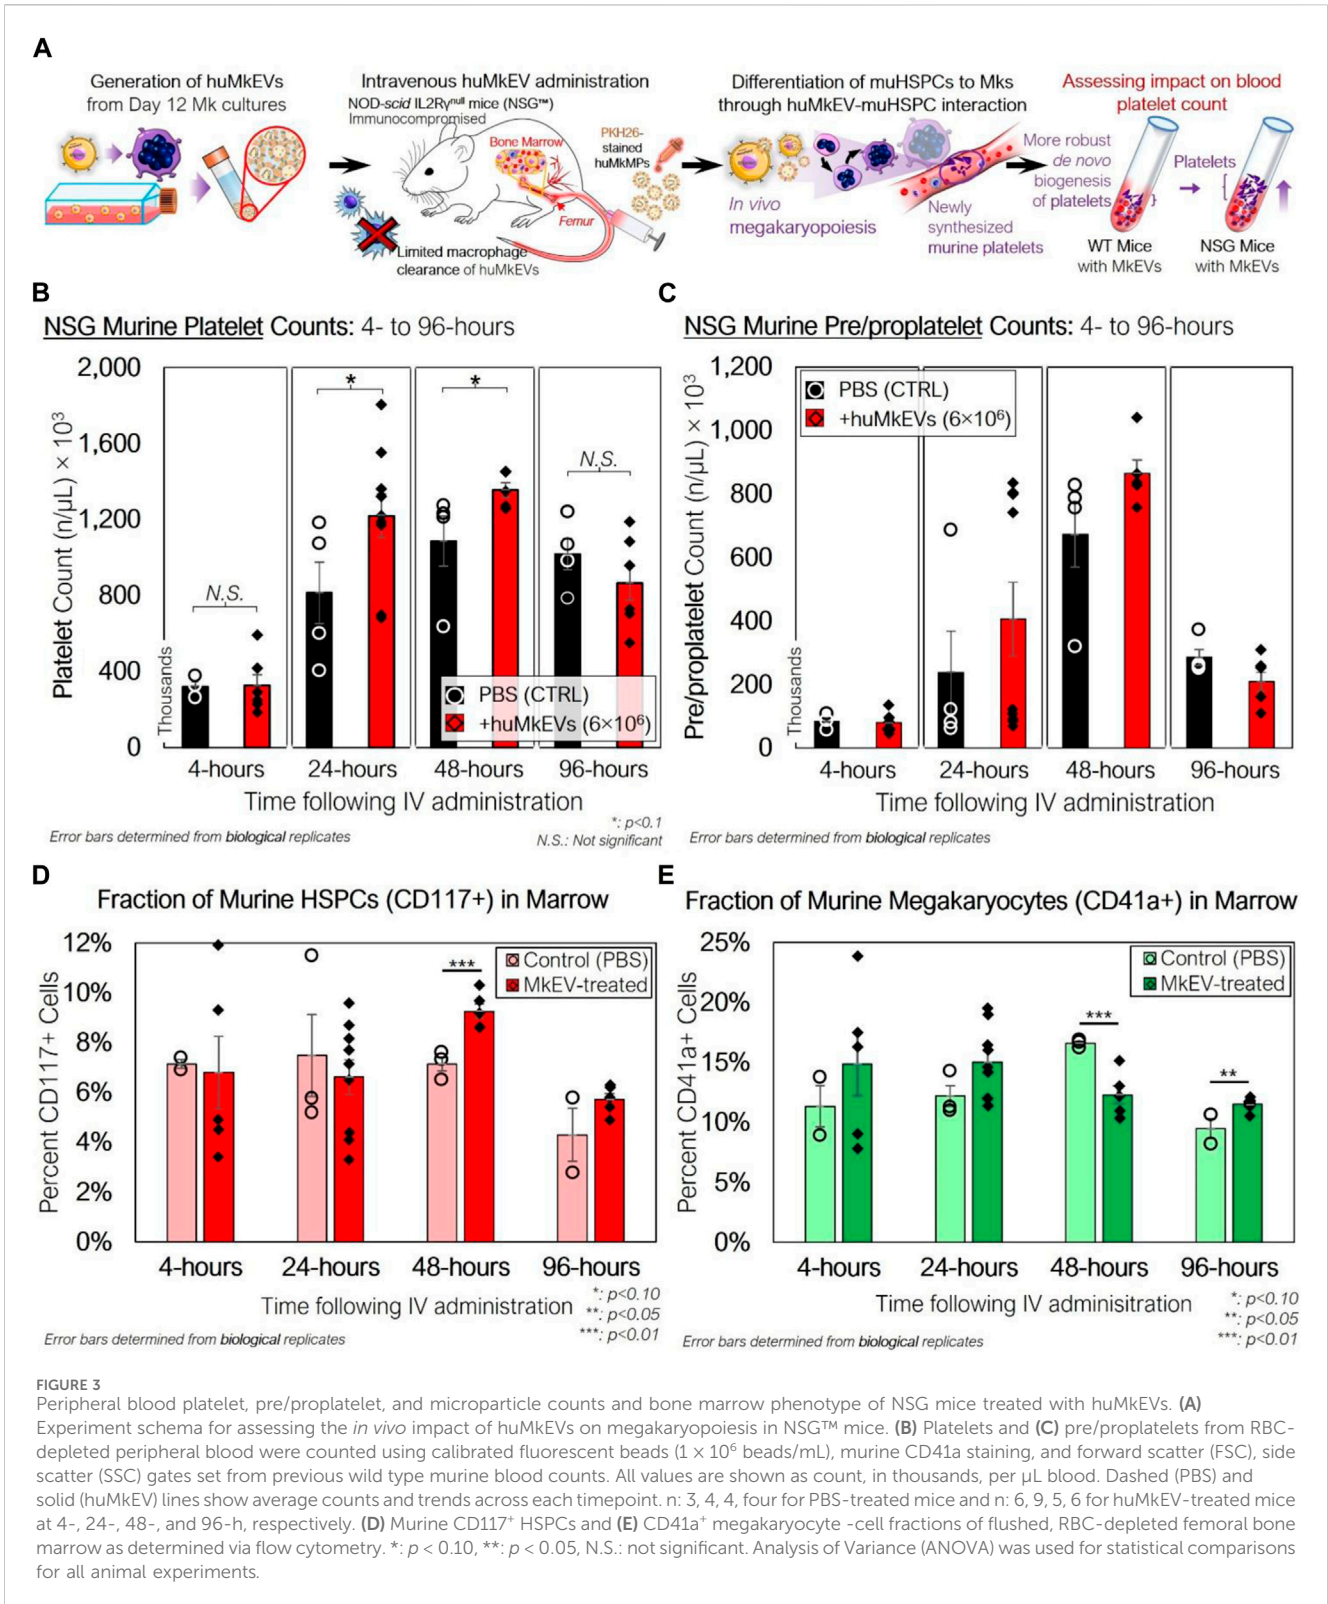 A
Generation of huMkEVs
from Day 12 Mk cultures
Intravenous huMkEV administration
NOD-scid IL2Rγnull mice (NSG™)
Immunocompromised
Bone Marrow
PKH26-
stained
huMkMPs
Femur
Limited macrophage
clearance of huMkEVs
Differentiation of muHSPCs to Mks
through huMkEV-muHSPC interaction
In vivo
megakaryopoiesis
Newly
synthesized
murine platelets
Assessing impact on blood
platelet count
More robust
de novo
biogenesis
of platelets
Platelets
WT Mice
with MkEVs
NSG Mice
with MkEVs
B
NSG Murine Platelet Counts: 4- to 96-hours
Platelet Count (n/µL) × 10³
Thousands
2,000
1,600
1,200
800
400
0
N.S.
*
*
N.S.
PBS (CTRL)
+huMkEVs (6×10⁶)
4-hours 24-hours 48-hours 96-hours
Time following IV administration
*: p<0.1
N.S.: Not significant
Error bars determined from biological replicates
C
NSG Murine Pre/proplatelet Counts: 4- to 96-hours
Pre/proplatelet Count (n/µL) × 10³
Thousands
1,200
1,000
800
600
400
200
0
PBS (CTRL)
+huMkEVs (6×10⁶)
4-hours 24-hours 48-hours 96-hours
Time following IV administration
Error bars determined from biological replicates
D
Fraction of Murine HSPCs (CD117+) in Marrow
Percent CD117+ Cells
12%
10%
8%
6%
4%
2%
0%
Control (PBS)
MkEV-treated
***
4-hours 24-hours 48-hours 96-hours
Time following IV administration
*: p<0.10
**: p<0.05
***: p<0.01
Error bars determined from biological replicates
E
Fraction of Murine Megakaryocytes (CD41a+) in Marrow
Percent CD41a+ Cells
25%
20%
15%
10%
5%
0%
Control (PBS)
MkEV-treated
***
**
4-hours 24-hours 48-hours 96-hours
Time following IV adminisitration
*: p<0.10
**: p<0.05
***: p<0.01
Error bars determined from biological replicates
FIGURE 3
Peripheral blood platelet, pre/proplatelet, and microparticle counts and bone marrow phenotype of NSG mice treated with huMkEVs. (A)
Experiment schema for assessing the in vivo impact of huMkEVs on megakaryopoiesis in NSG™ mice. (B) Platelets and (C) pre/proplatelets from RBC-
depleted peripheral blood were counted using calibrated fluorescent beads (1 × 10⁶ beads/mL), murine CD41a staining, and forward scatter (FSC), side
scatter (SSC) gates set from previous wild type murine blood counts. All values are shown as count, in thousands, per µL blood. Dashed (PBS) and
solid (huMkEV) lines show average counts and trends across each timepoint. n: 3, 4, 4, four for PBS-treated mice and n: 6, 9, 5, 6 for huMkEV-treated mice
at 4-, 24-, 48-, and 96-h, respectively. (D) Murine CD117⁺ HSPCs and (E) CD41a⁺ megakaryocyte -cell fractions of flushed, RBC-depleted femoral bone
marrow as determined via flow cytometry. *: p < 0.10, **: p < 0.05, N.S.: not significant. Analysis of Variance (ANOVA) was used for statistical comparisons
for all animal experiments.